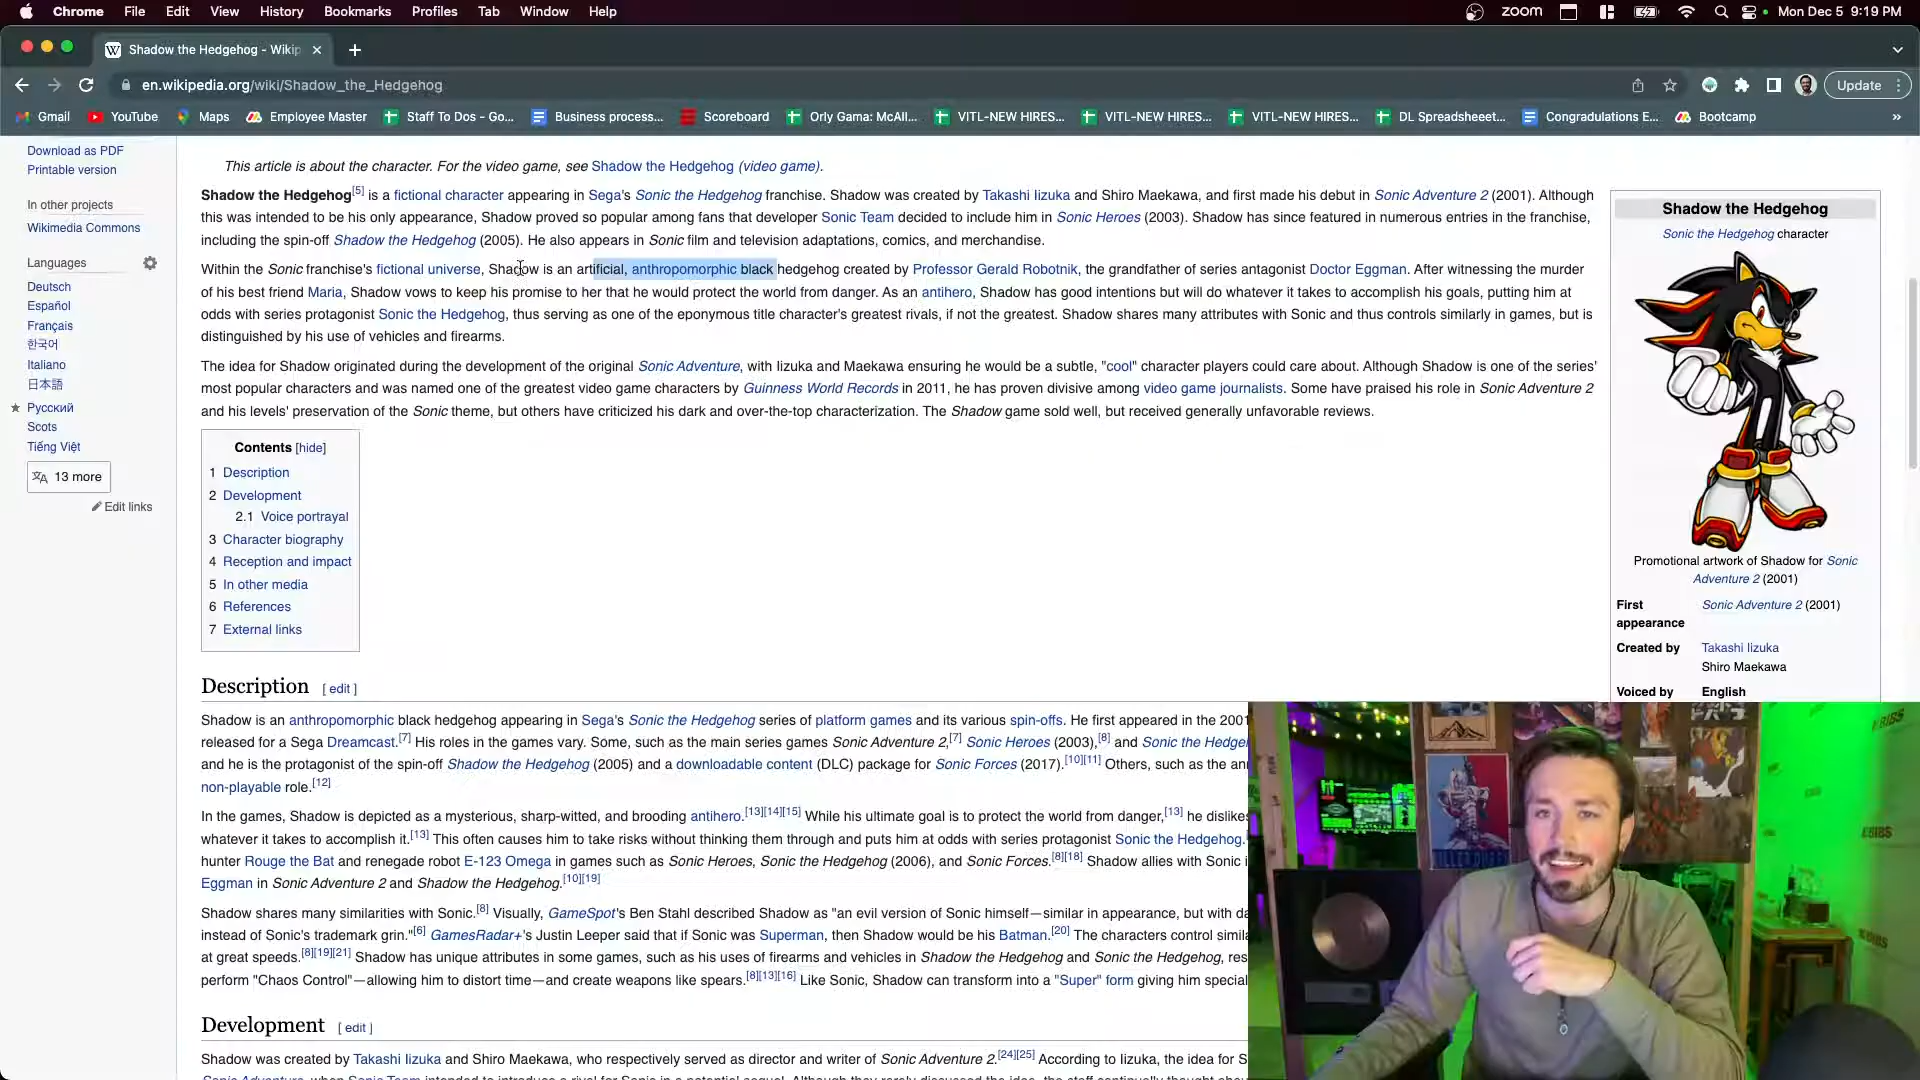 Chrome File Edit View History Bookmarks Profiles Tab Window Help zoom Mon Dec 5 9:19 PM
Shadow the Hedgehog - Wikip
en.wikipedia.org/wiki/Shadow_the_Hedgehog Update
Gmail YouTube Maps Employee Master Staff To Dos - Go... Business process... Scoreboard Orly Gama: McAll... VITL-NEW HIRES... VITL-NEW HIRES... VITL-NEW HIRES... DL Spreadsheeet... Congradulations E... Bootcamp »
Download as PDF
Printable version
In other projects
Wikimedia Commons
Languages
Deutsch
Español
Français
한국어
Italiano
日本語
Русский
Scots
Tiếng Việt
13 more
Edit links
This article is about the character. For the video game, see Shadow the Hedgehog (video game).
Shadow the Hedgehog[5] is a fictional character appearing in Sega's Sonic the Hedgehog franchise. Shadow was created by Takashi Iizuka and Shiro Maekawa, and first made his debut in Sonic Adventure 2 (2001). Although
this was intended to be his only appearance, Shadow proved so popular among fans that developer Sonic Team decided to include him in Sonic Heroes (2003). Shadow has since featured in numerous entries in the franchise,
including the spin-off Shadow the Hedgehog (2005). He also appears in Sonic film and television adaptations, comics, and merchandise.
Within the Sonic franchise's fictional universe, Shadow is an artificial, anthropomorphic black hedgehog created by Professor Gerald Robotnik, the grandfather of series antagonist Doctor Eggman. After witnessing the murder
of his best friend Maria, Shadow vows to keep his promise to her that he would protect the world from danger. As an antihero, Shadow has good intentions but will do whatever it takes to accomplish his goals, putting him at
odds with series protagonist Sonic the Hedgehog, thus serving as one of the eponymous title character's greatest rivals, if not the greatest. Shadow shares many attributes with Sonic and thus controls similarly in games, but is
distinguished by his use of vehicles and firearms.
The idea for Shadow originated during the development of the original Sonic Adventure, with Iizuka and Maekawa ensuring he would be a subtle, "cool" character players could care about. Although Shadow is one of the series'
most popular characters and was named one of the greatest video game characters by Guinness World Records in 2011, he has proven divisive among video game journalists. Some have praised his role in Sonic Adventure 2
and his levels' preservation of the Sonic theme, but others have criticized his dark and over-the-top characterization. The Shadow game sold well, but received generally unfavorable reviews.
Contents [hide]
1 Description
2 Development
2.1 Voice portrayal
3 Character biography
4 Reception and impact
5 In other media
6 References
7 External links
Shadow the Hedgehog
Sonic the Hedgehog character
Promotional artwork of Shadow for Sonic
Adventure 2 (2001)
First Sonic Adventure 2 (2001)
appearance
Created by Takashi Iizuka
Shiro Maekawa
Voiced by English
Description [ edit ]
Shadow is an anthropomorphic black hedgehog appearing in Sega's Sonic the Hedgehog series of platform games and its various spin-offs. He first appeared in the 2001
released for a Sega Dreamcast.[7] His roles in the games vary. Some, such as the main series games Sonic Adventure 2,[7] Sonic Heroes (2003),[8] and Sonic the Hedgeh
and he is the protagonist of the spin-off Shadow the Hedgehog (2005) and a downloadable content (DLC) package for Sonic Forces (2017).[10][11] Others, such as the
non-playable role.[12]
In the games, Shadow is depicted as a mysterious, sharp-witted, and brooding antihero.[13][14][15] While his ultimate goal is to protect the world from danger,[13] he dislikes
whatever it takes to accomplish it.[13] This often causes him to take risks without thinking them through and puts him at odds with series protagonist Sonic the Hedgehog.
hunter Rouge the Bat and renegade robot E-123 Omega in games such as Sonic Heroes, Sonic the Hedgehog (2006), and Sonic Forces.[8][18] Shadow allies with Sonic
Eggman in Sonic Adventure 2 and Shadow the Hedgehog.[10][19]
Shadow shares many similarities with Sonic.[8] Visually, GameSpot's Ben Stahl described Shadow as "an evil version of Sonic himself—similar in appearance, but with
instead of Sonic's trademark grin."[6] GamesRadar+'s Justin Leeper said that if Sonic was Superman, then Shadow would be his Batman.[20] The characters control
at great speeds.[8][19][21] Shadow has unique attributes in some games, such as his uses of firearms and vehicles in Shadow the Hedgehog and Sonic the Hedgehog,
perform "Chaos Control"—allowing him to distort time—and create weapons like spears.[8][13][16] Like Sonic, Shadow can transform into a "Super" form giving him special
Development [ edit ]
Shadow was created by Takashi Iizuka and Shiro Maekawa, who respectively served as director and writer of Sonic Adventure 2.[24][25] According to Iizuka, the idea for